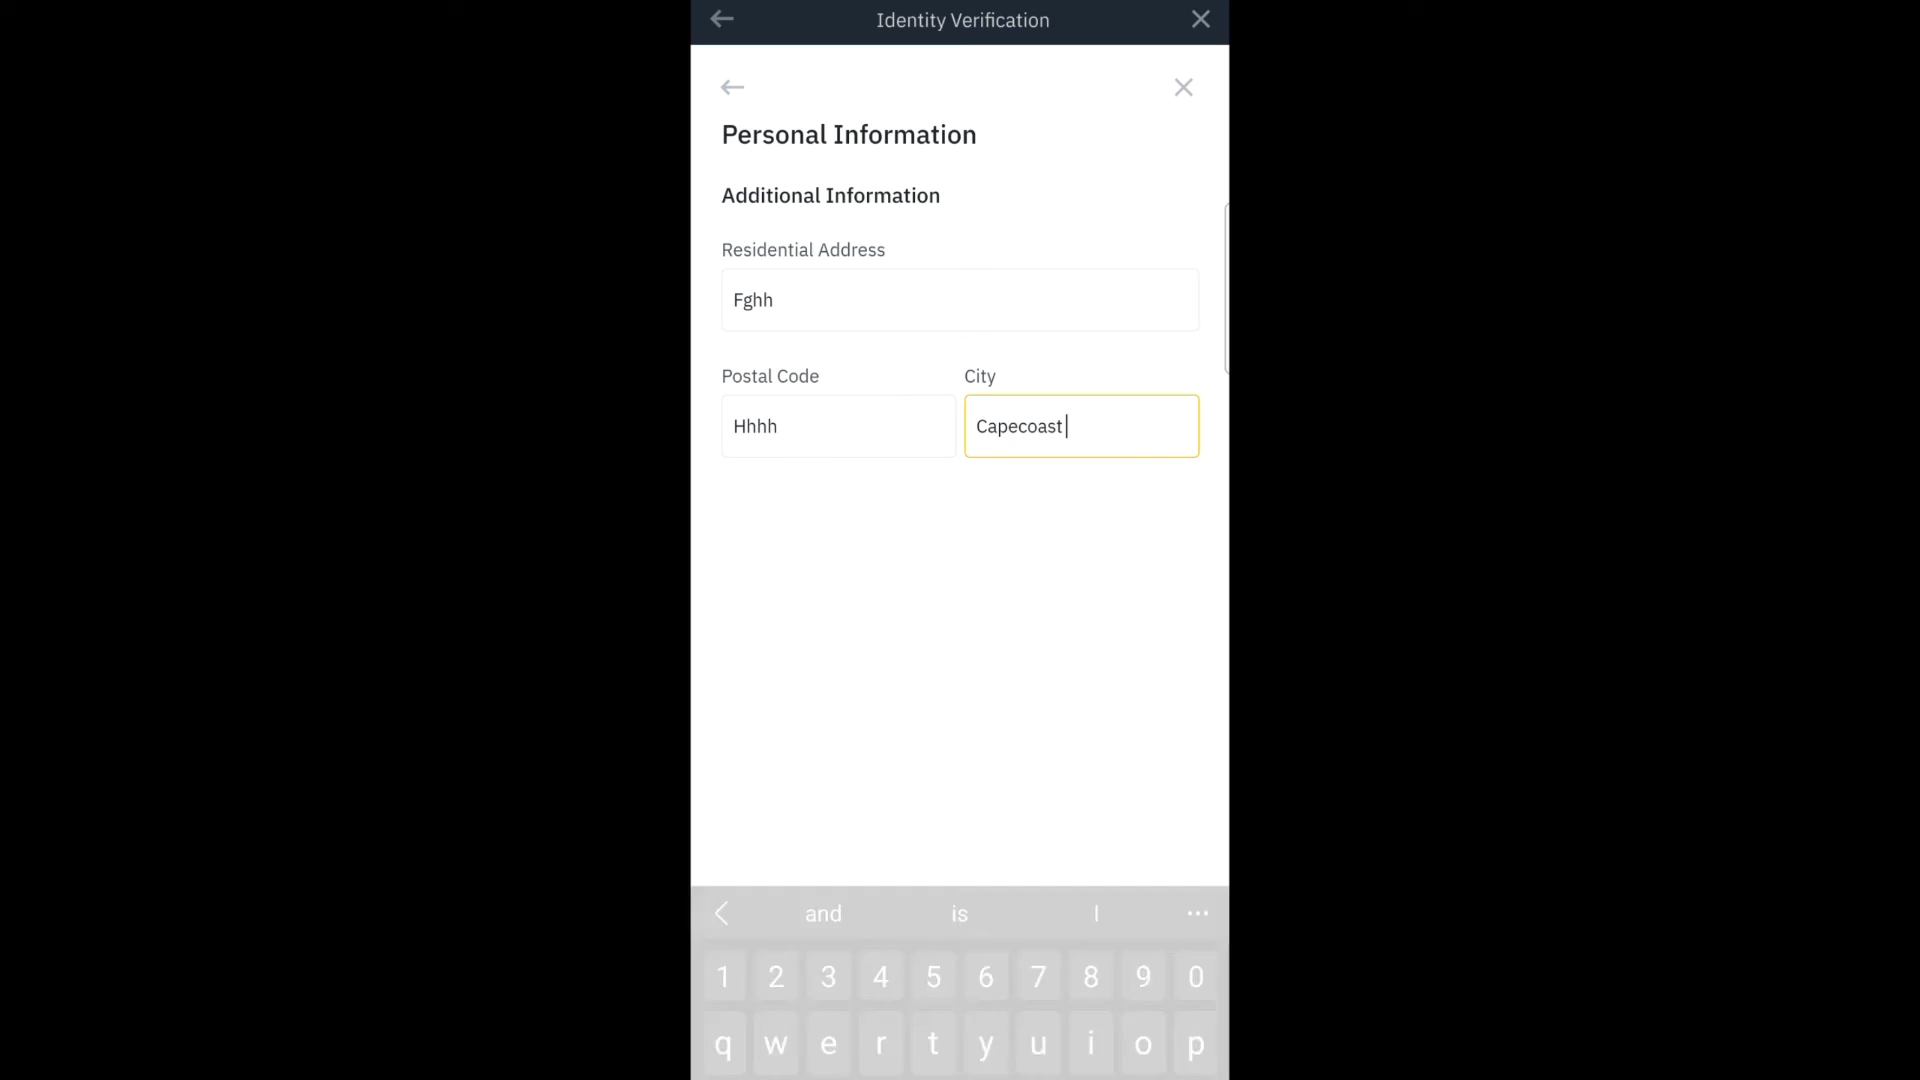 Identity Verification
Personal Information
Additional Information
Residential Address
Fghh
Postal Code City
Hhhh Capecoast
and is I
1 2 3 4 5 6 7 8 9 0
q w e r t y u i o p